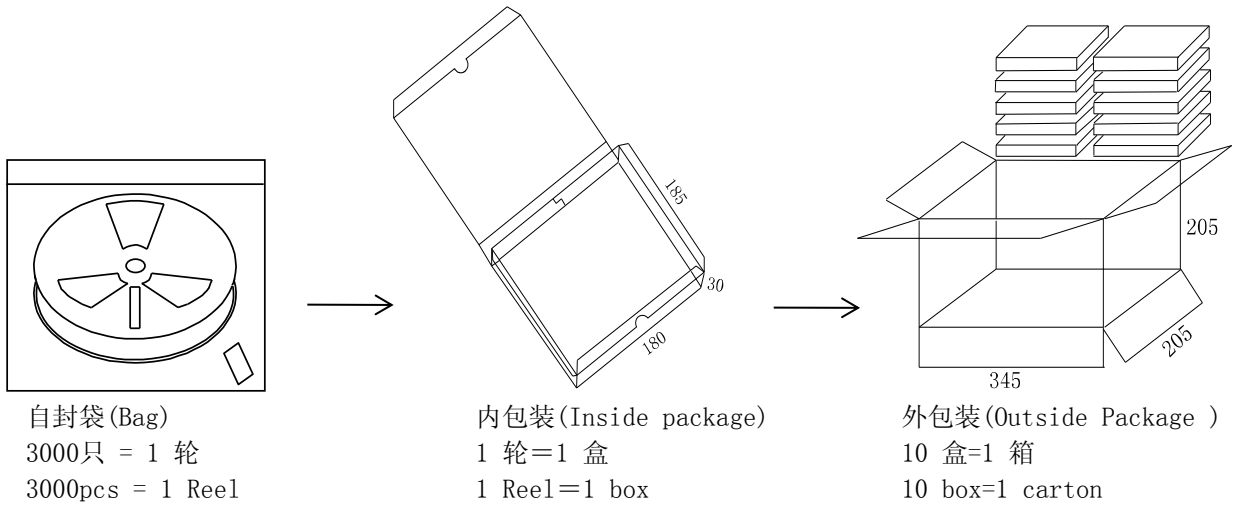 185
30
180
205
205
345
自封袋(Bag)
3000只 = 1 轮
3000pcs = 1 Reel
内包装(Inside package)
1 轮＝1 盒
1 Reel＝1 box
外包装(Outside Package )
10 盒=1 箱
10 box=1 carton